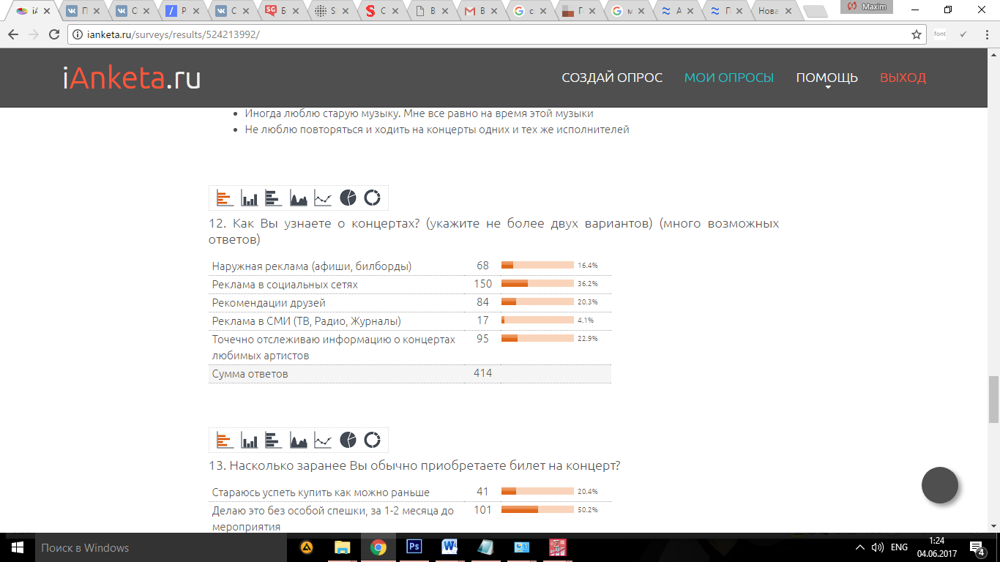 iА
П
С
Р
С
SG Б
S
С
В
В
с
Г
м
А
П
Нова
Maxim
ianketa.ru/surveys/results/524213992/
font
iAnketa.ru
СОЗДАЙ ОПРОС МОИ ОПРОСЫ ПОМОЩЬ ВЫХОД
• Иногда люблю старую музыку. Мне все равно на время этой музыки
• Не люблю повторяться и ходить на концерты одних и тех же исполнителей
12. Как Вы узнаете о концертах? (укажите не более двух вариантов) (много возможных
ответов)
Наружная реклама (афиши, билборды) 68 16.4%
Реклама в социальных сетях 150 36.2%
Рекомендации друзей 84 20.3%
Реклама в СМИ (ТВ, Радио, Журналы) 17 4.1%
Точечно отслеживаю информацию о концертах 95 22.9%
любимых артистов
Сумма ответов 414
13. Насколько заранее Вы обычно приобретаете билет на концерт?
Стараюсь успеть купить как можно раньше 41 20.4%
Делаю это без особой спешки, за 1-2 месяца до 101 50.2%
мероприятия
Поиск в Windows
Ps
ENG
1:24
04.06.2017
4